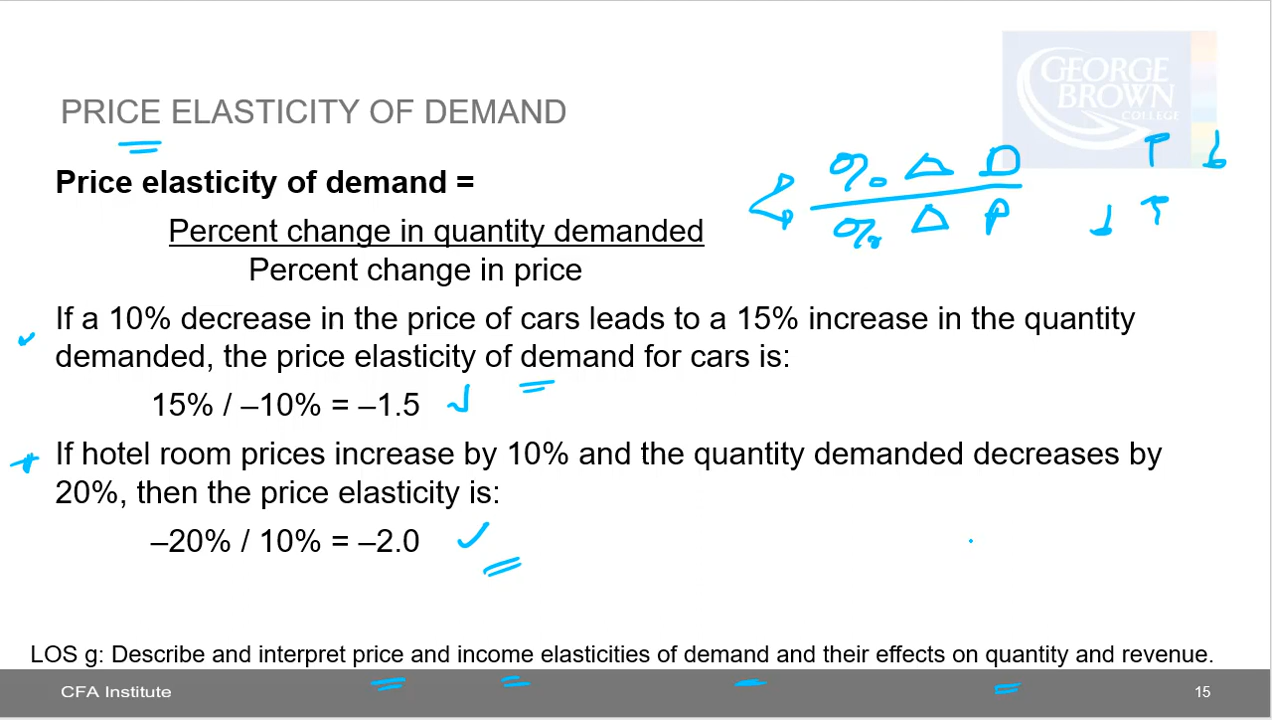 GEORGE
BROWN
COLLEGE
PRICE ELASTICITY OF DEMAND
% Δ D
% Δ P
Price elasticity of demand =
Percent change in quantity demanded
Percent change in price
If a 10% decrease in the price of cars leads to a 15% increase in the quantity
demanded, the price elasticity of demand for cars is:
15% / –10% = –1.5
If hotel room prices increase by 10% and the quantity demanded decreases by
20%, then the price elasticity is:
–20% / 10% = –2.0
LOS g: Describe and interpret price and income elasticities of demand and their effects on quantity and revenue.
CFA Institute
15